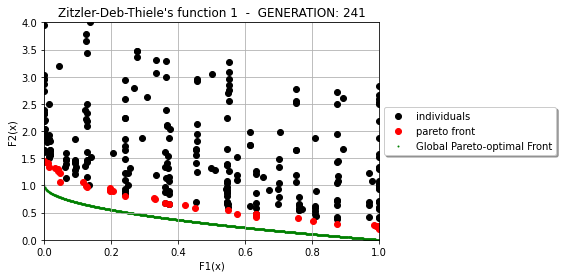 Zitzler-Deb-Thiele's function 1 - GENERATION: 241
4.0
3.5
3.0
2.5
2.0
1.5
1.0
0.5
0.0
F2(x)
0.0 0.2 0.4 0.6 0.8 1.0
F1(x)
individuals
pareto front
Global Pareto-optimal Front